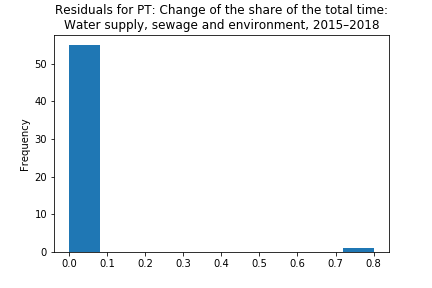 Residuals for PT: Change of the share of the total time:
Water supply, sewage and environment, 2015–2018
Frequency
50
40
30
20
10
0
0.0 0.1 0.2 0.3 0.4 0.5 0.6 0.7 0.8